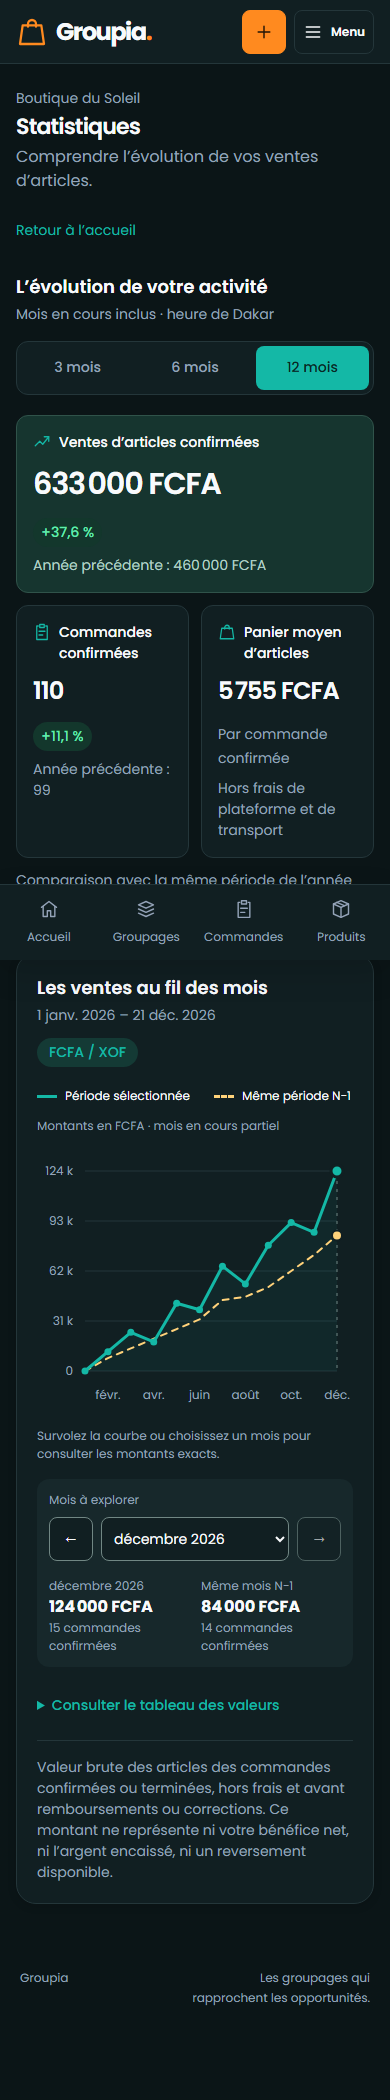 Groupia.
Menu
Boutique du Soleil
Statistiques
Comprendre l’évolution de vos ventes
d’articles.
Retour à l’accueil
L’évolution de votre activité
Mois en cours inclus · heure de Dakar
3 mois
6 mois
12 mois
Ventes d’articles confirmées
633 000 FCFA
+37,6 %
Année précédente : 460 000 FCFA
Commandes
confirmées
110
+11,1 %
Année précédente :
99
Panier moyen
d’articles
5 755 FCFA
Par commande
confirmée
Hors frais de
plateforme et de
transport
Comparaison avec la même période de l’année
Accueil
Groupages
Commandes
Produits
Les ventes au fil des mois
1 janv. 2026 – 21 déc. 2026
FCFA / XOF
Période sélectionnée
Même période N-1
Montants en FCFA · mois en cours partiel
124 k
93 k
62 k
31 k
0
févr.
avr.
juin
août
oct.
déc.
Survolez la courbe ou choisissez un mois pour
consulter les montants exacts.
Mois à explorer
← décembre 2026 →
décembre 2026
124 000 FCFA
15 commandes
confirmées
Même mois N-1
84 000 FCFA
14 commandes
confirmées
Consulter le tableau des valeurs
Valeur brute des articles des commandes
confirmées ou terminées, hors frais et avant
remboursements ou corrections. Ce
montant ne représente ni votre bénéfice net,
ni l’argent encaissé, ni un reversement
disponible.
Groupia
Les groupages qui
rapprochent les opportunités.